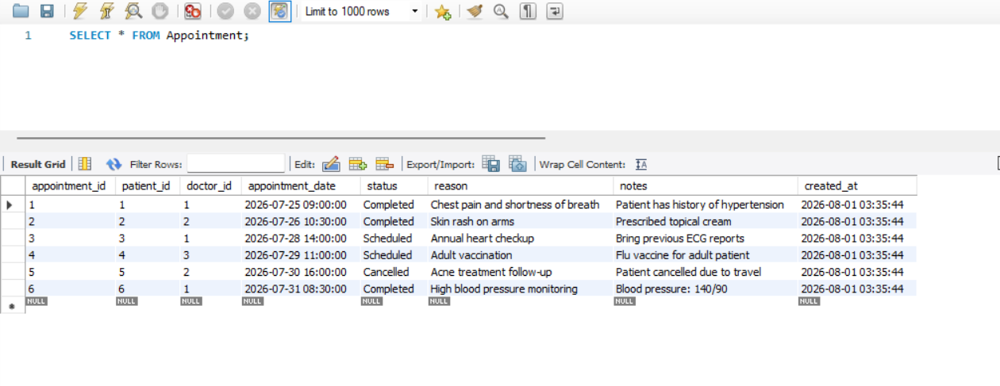 Limit to 1000 rows
1 SELECT * FROM Appointment;
Result Grid Filter Rows: Edit: Export/Import: Wrap Cell Content: IA
appointment_id patient_id doctor_id appointment_date status reason notes created_at
1 1 1 2026-07-25 09:00:00 Completed Chest pain and shortness of breath Patient has history of hypertension 2026-08-01 03:35:44
2 2 2 2026-07-26 10:30:00 Completed Skin rash on arms Prescribed topical cream 2026-08-01 03:35:44
3 3 1 2026-07-28 14:00:00 Scheduled Annual heart checkup Bring previous ECG reports 2026-08-01 03:35:44
4 4 3 2026-07-29 11:00:00 Scheduled Adult vaccination Flu vaccine for adult patient 2026-08-01 03:35:44
5 5 2 2026-07-30 16:00:00 Cancelled Acne treatment follow-up Patient cancelled due to travel 2026-08-01 03:35:44
6 6 1 2026-07-31 08:30:00 Completed High blood pressure monitoring Blood pressure: 140/90 2026-08-01 03:35:44
NULL NULL NULL NULL NULL NULL NULL NULL